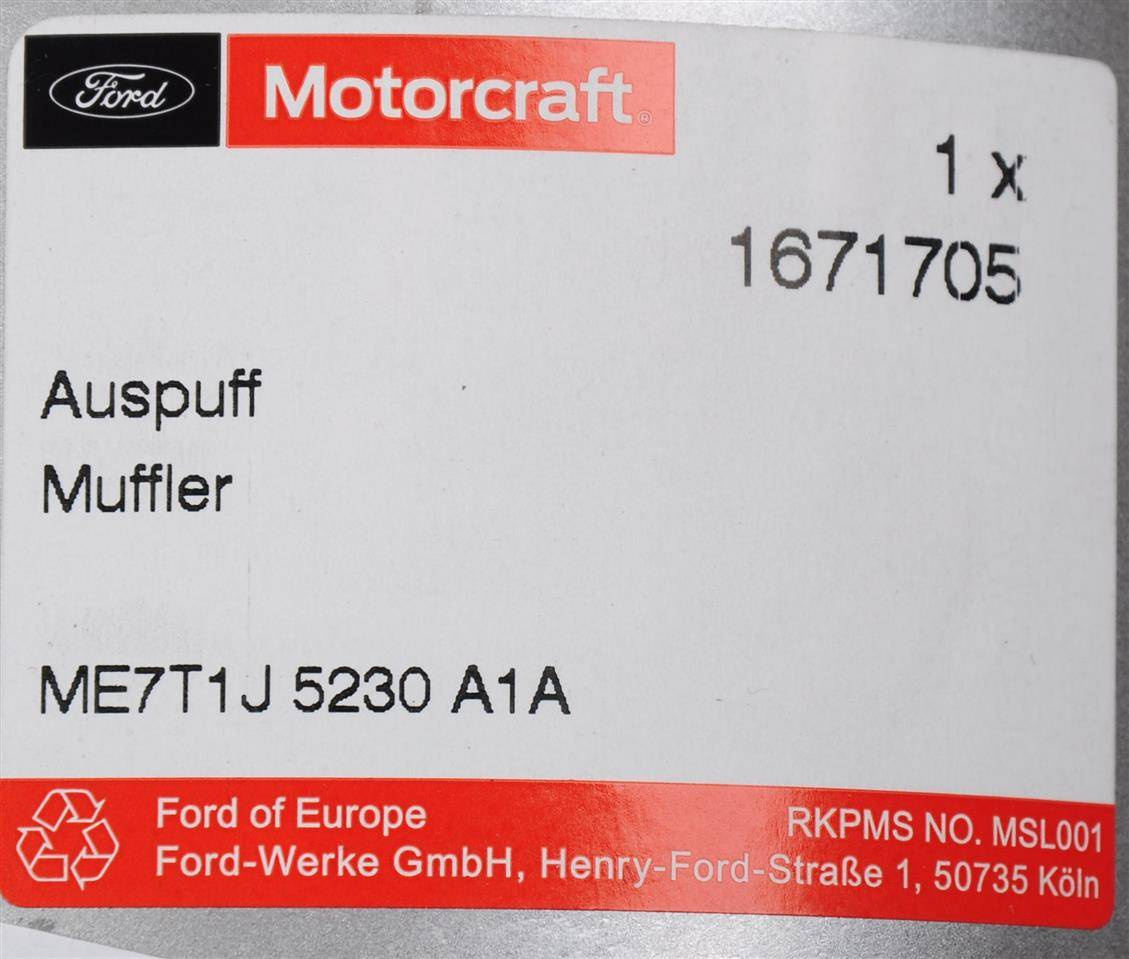 Ford Motorcraft®
1 x
1671705
Auspuff
Muffler
ME7T1J 5230 A1A
Ford of Europe
RKPMS NO. MSL001
Ford-Werke GmbH, Henry-Ford-Straße 1, 50735 Köln